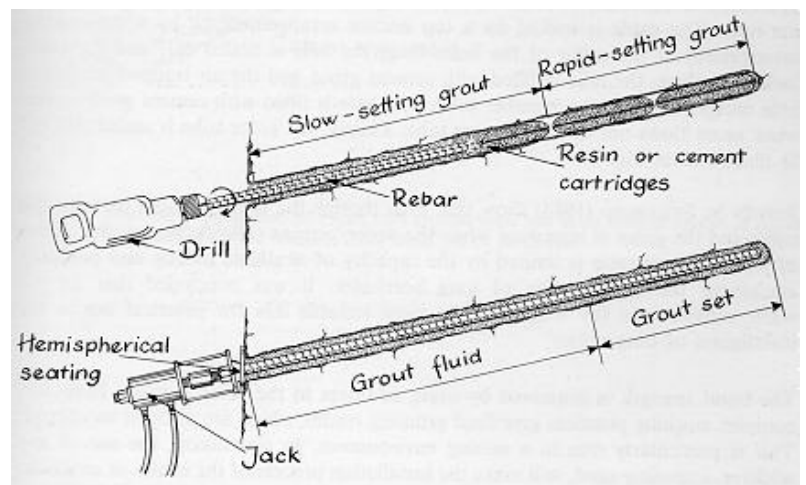 Slow-setting grout
Rapid-setting grout
Resin or cement
cartridges
Rebar
Drill
Hemispherical
seating
Grout fluid
Grout set
Jack